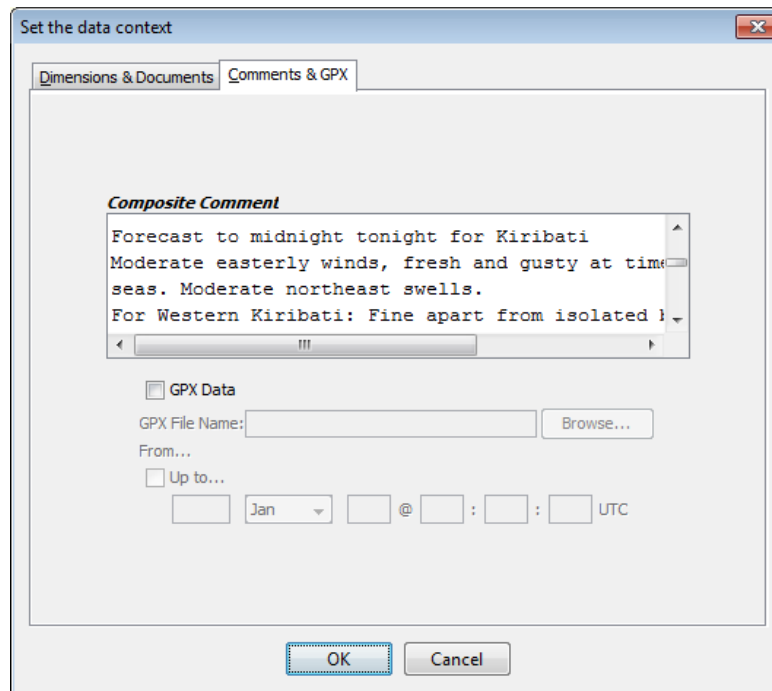 Set the data context
Dimensions & Documents Comments & GPX
Composite Comment
Forecast to midnight tonight for Kiribati
Moderate easterly winds, fresh and gusty at
seas. Moderate northeast swells.
For Western Kiribati: Fine apart from isolated
GPX Data
GPX File Name: Browse...
From...
Up to...
Jan @ : : UTC
OK Cancel